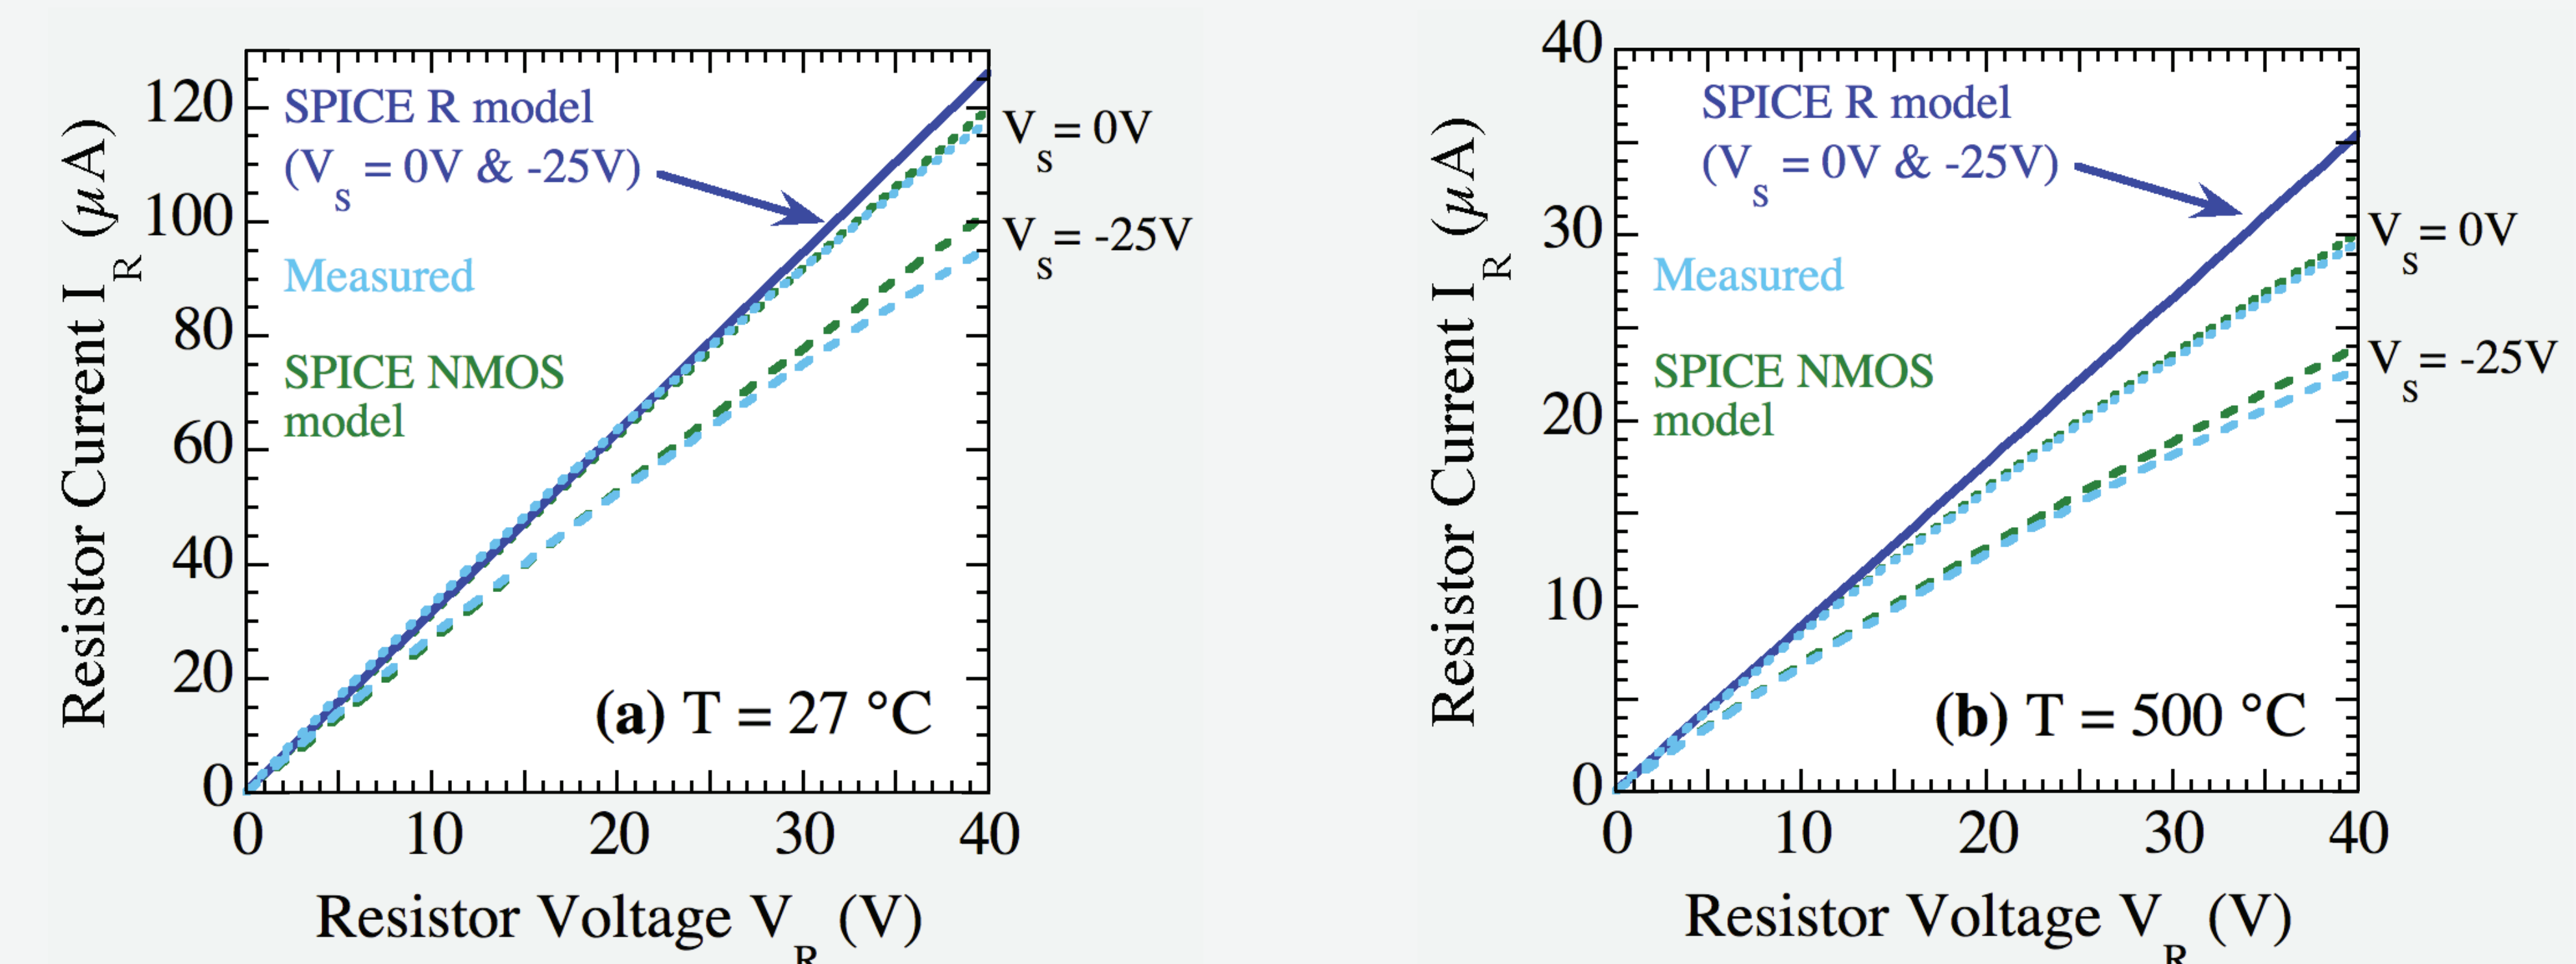 120
100
80
60
40
20
0
0 10 20 30 40
Resistor Current I_R (μA)
Resistor Voltage V_R (V)
SPICE R model
(V_s = 0V & -25V)
Measured
SPICE NMOS
model
V_s = 0V
V_s = -25V
(a) T = 27 °C
40
30
20
10
0
0 10 20 30 40
Resistor Current I_R (μA)
Resistor Voltage V_R (V)
SPICE R model
(V_s = 0V & -25V)
Measured
SPICE NMOS
model
V_s = 0V
V_s = -25V
(b) T = 500 °C